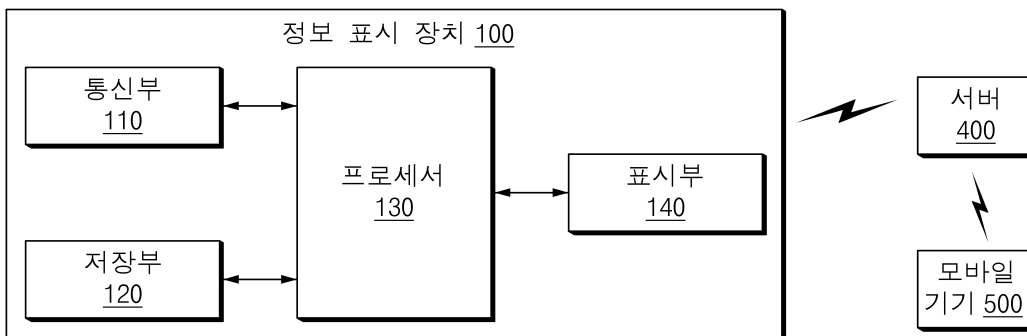 정보 표시 장치 100
통신부
110
프로세서
130
표시부
140
저장부
120
서버
400
모바일
기기 500